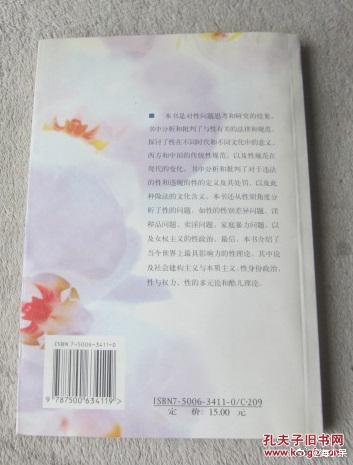 ■ 本书是对性问题思考和研究的结果。
书中分析和批判了与性有关的法律和规范,
探讨了性在不同时代和不同文化中的意义,
西方和中国的传统性规范, 以及性规范在
现代的变化。书中分析和批判了对于违法
的性和违规的性的定义及其处罚, 以及此
种做法的文化含义。本书还从性别角度分
析了性的问题, 如性的性别差异问题、淫
秽品问题、卖淫问题、家庭暴力问题, 以
及女权主义的性政治。最后, 本书介绍了
当今世界上最具影响力的性理论, 其中论
及社会建构主义与本质主义、性身份政治、
性与权力、性的多元论和酷儿理论。
ISBN 7-5006-3411-0
9 787500 634119 >
ISBN7-5006-3411-0/C·209
定 价: 15.00 元
孔夫子旧书网